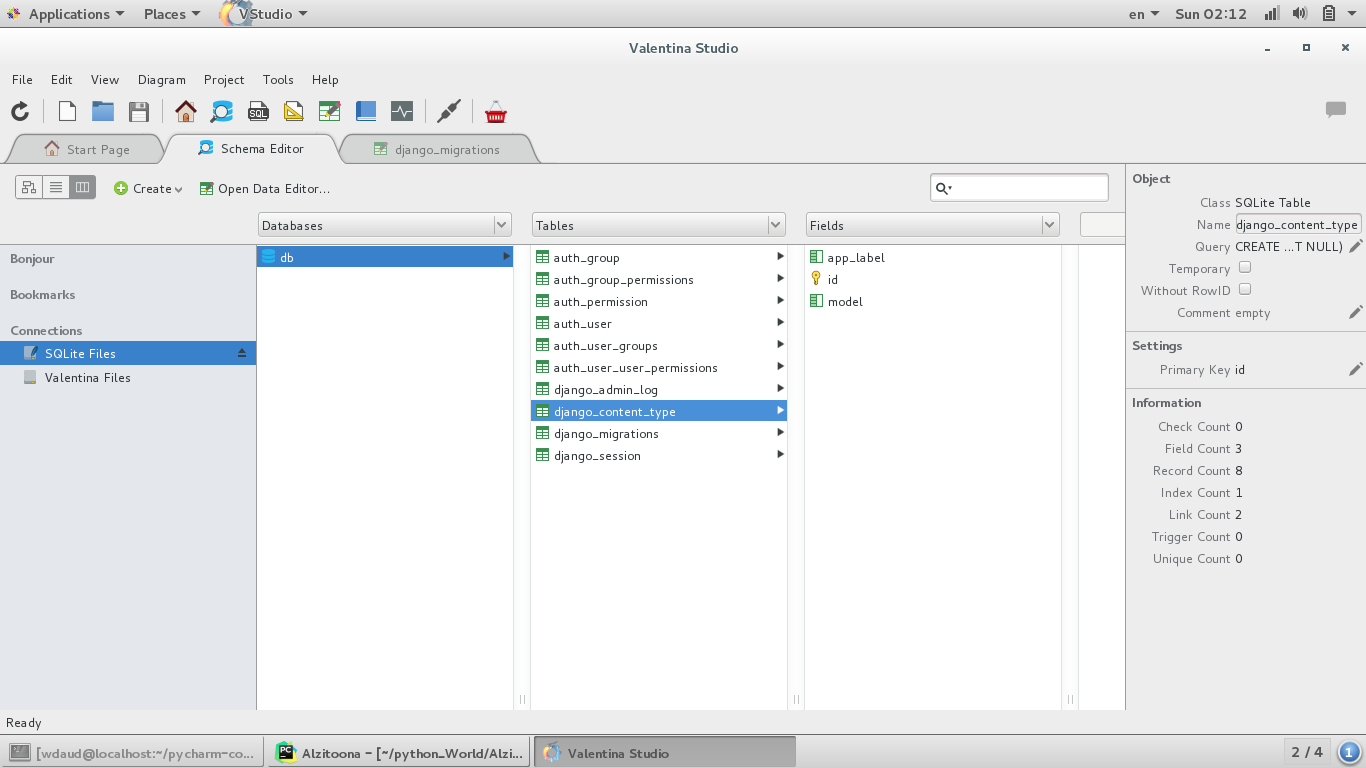 Applications Places VStudio en Sun 02:12
Valentina Studio
File Edit View Diagram Project Tools Help
SQL
Start Page Schema Editor django_migrations
Create Open Data Editor...
Databases Tables Fields
Bonjour
Bookmarks
Connections
SQLite Files
Valentina Files
db
auth_group
auth_group_permissions
auth_permission
auth_user
auth_user_groups
auth_user_user_permissions
django_admin_log
django_content_type
django_migrations
django_session
app_label
id
model
Object
Class SQLite Table
Name django_content_type
Query CREATE ...T NULL)
Temporary
Without RowID
Comment empty
Settings
Primary Key id
Information
Check Count 0
Field Count 3
Record Count 8
Index Count 1
Link Count 2
Trigger Count 0
Unique Count 0
Ready
[wdaud@localhost:~/pycharm-co... PC Alzitoona - [~/python_World/Alzi... Valentina Studio 2 / 4 1